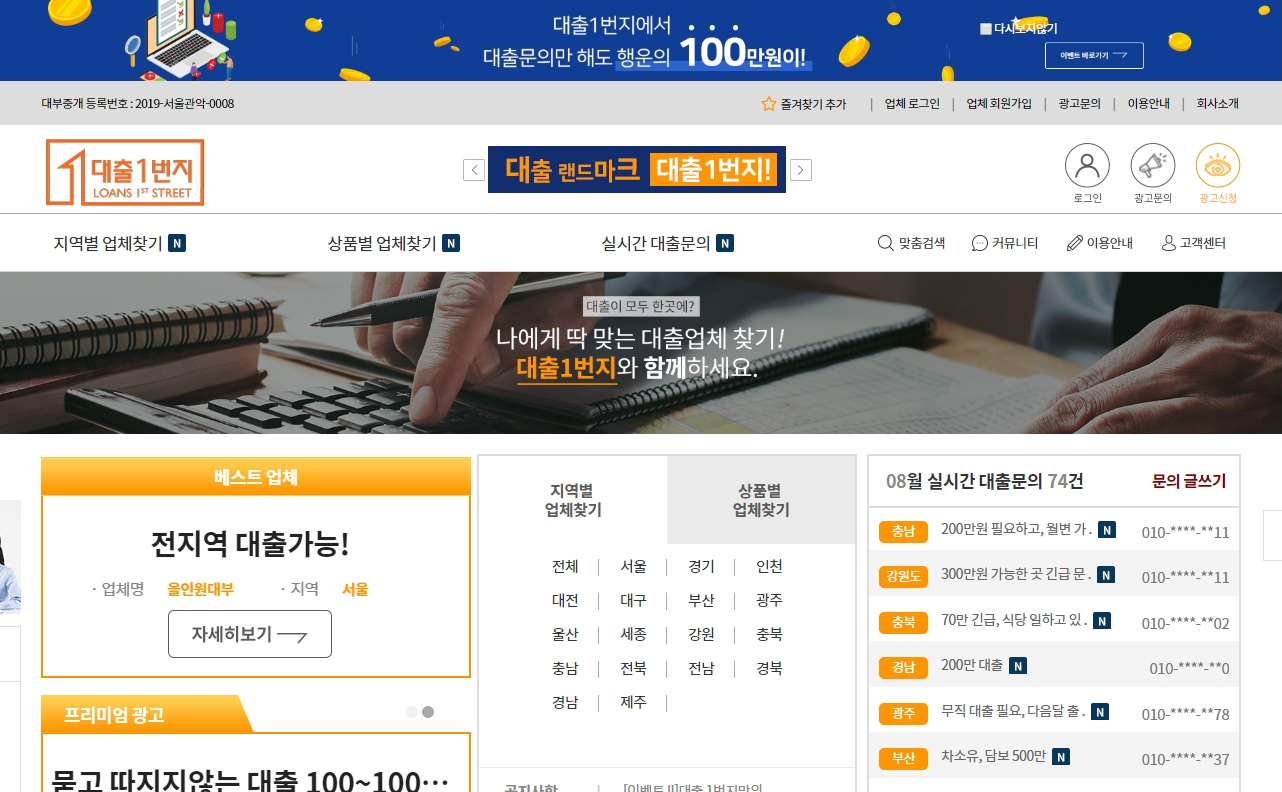 대출1번지에서
대출문의만 해도 행운의 100만원이!
다시보지않기
이벤트 바로가기
대부중개 등록번호 : 2019-서울관악-0008
즐겨찾기 추가 | 업체 로그인 | 업체 회원가입 | 광고문의 | 이용안내 | 회사소개
대출1번지
LOANS 1ST STREET
대출 랜드마크 대출1번지!
로그인
광고문의
광고신청
지역별 업체찾기 N
상품별 업체찾기 N
실시간 대출문의 N
맞춤검색
커뮤니티
이용안내
고객센터
대출이 모두 한곳에?
나에게 딱 맞는 대출업체 찾기!
대출1번지와 함께하세요.
베스트 업체
전지역 대출가능!
· 업체명 올인원대부 · 지역 서울
자세히보기
프리미엄 광고
묻고 따지지않는 대출 100~100…
지역별
업체찾기
상품별
업체찾기
전체 | 서울 | 경기 | 인천
대전 | 대구 | 부산 | 광주
울산 | 세종 | 강원 | 충북
충남 | 전북 | 전남 | 경북
경남 | 제주 |
공지사항 | [이벤트 II]대출 1번지만의
08월 실시간 대출문의 74건
문의 글쓰기
충남 200만원 필요하고, 월변 가 . N 010-****-**11
강원도 300만원 가능한 곳 긴급 문 . N 010-****-**11
충북 70만 긴급, 식당 일하고 있 . N 010-****-**02
경남 200만 대출 N 010-****-**0
광주 무직 대출 필요, 다음달 출 . N 010-****-**78
부산 차소유, 담보 500만 N 010-****-**37